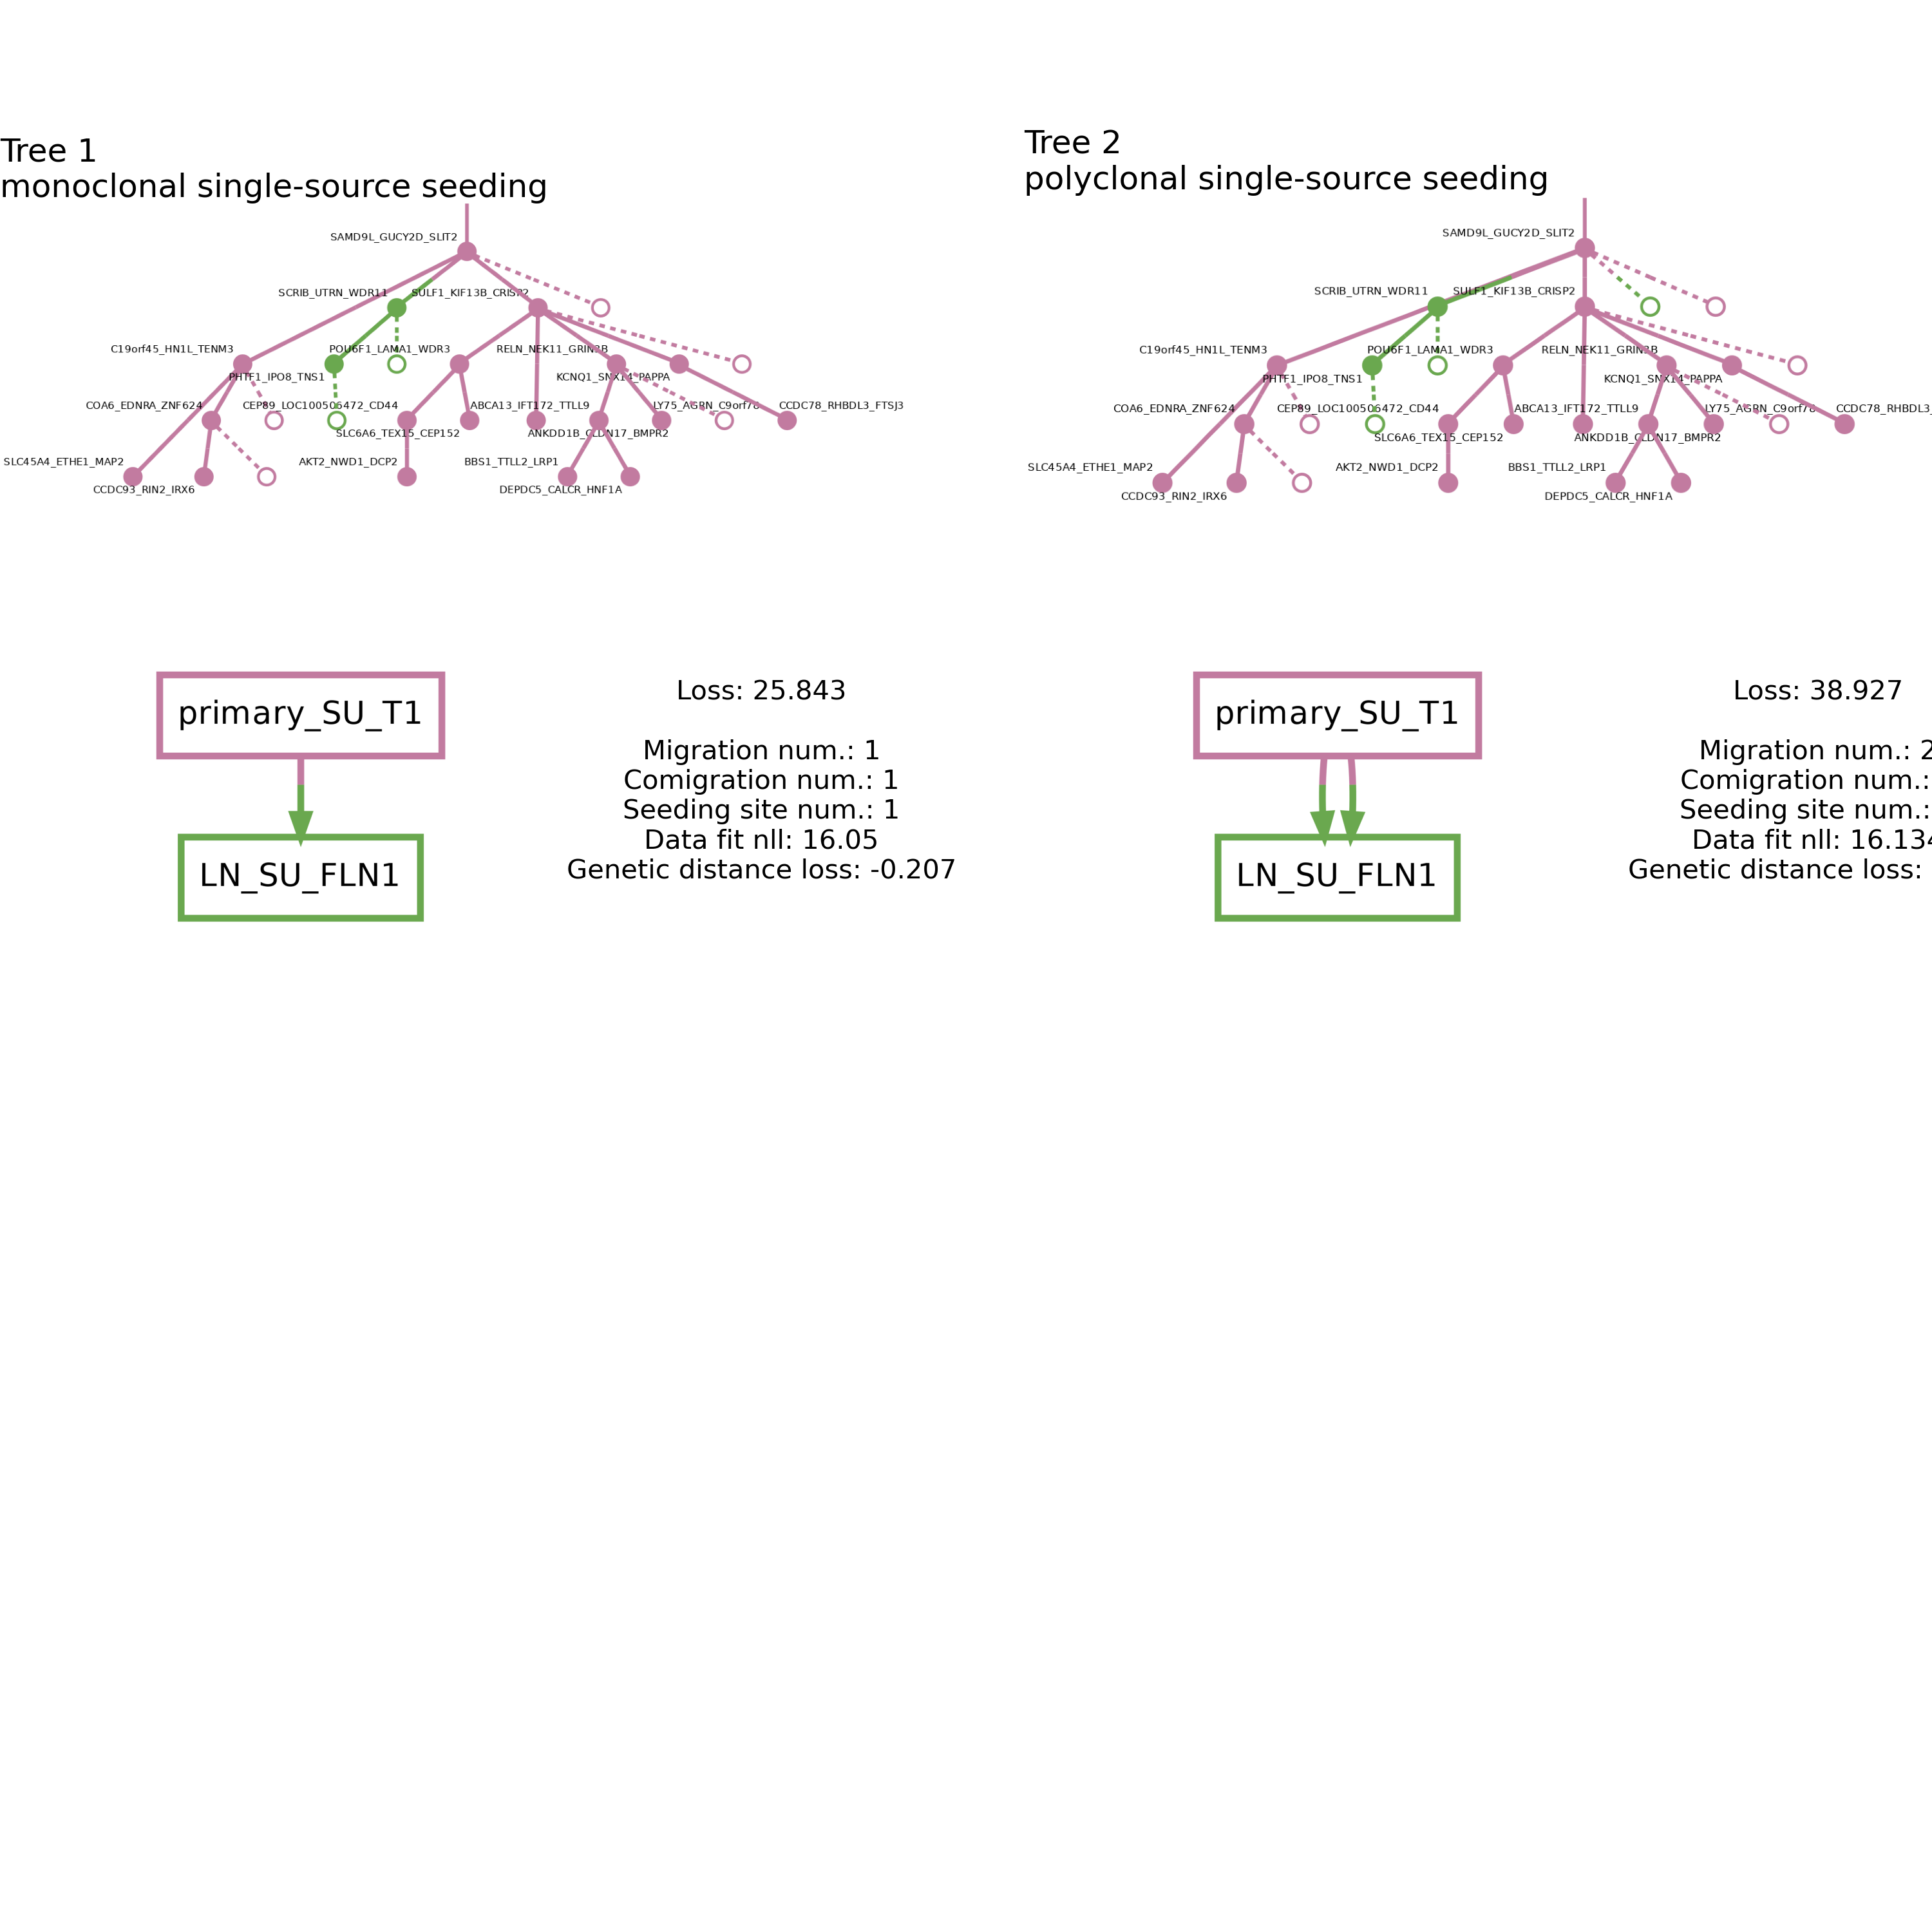 Tree 1
monoclonal single-source seeding
SAMD9L_GUCY2D_SLIT2
SCRIB_UTRN_WDR11
SULF1_KIF13B_CRISP2
C19orf45_HN1L_TENM3
POU6F1_LAMA1_WDR3
RELN_NEK11_GRIN3B
PHTF1_IPO8_TNS1
KCNQ1_SNX14_PAPPA
COA6_EDNRA_ZNF624
CEP89_LOC100506472_CD44
ABCA13_IFT172_TTLL9
LY75_AGRN_C9orf78
CCDC78_RHBDL3_FTSJ3
SLC6A6_TEX15_CEP152
ANKDD1B_CLDN17_BMPR2
SLC45A4_ETHE1_MAP2
AKT2_NWD1_DCP2
BBS1_TTLL2_LRP1
CCDC93_RIN2_IRX6
DEPDC5_CALCR_HNF1A
primary_SU_T1
LN_SU_FLN1
Loss: 25.843
Migration num.: 1
Comigration num.: 1
Seeding site num.: 1
Data fit nll: 16.05
Genetic distance loss: -0.207
Tree 2
polyclonal single-source seeding
SAMD9L_GUCY2D_SLIT2
SCRIB_UTRN_WDR11
SULF1_KIF13B_CRISP2
C19orf45_HN1L_TENM3
POU6F1_LAMA1_WDR3
RELN_NEK11_GRIN3B
PHTF1_IPO8_TNS1
KCNQ1_SNX14_PAPPA
COA6_EDNRA_ZNF624
CEP89_LOC100506472_CD44
ABCA13_IFT172_TTLL9
LY75_AGRN_C9orf78
CCDC78_RHBDL3_
SLC6A6_TEX15_CEP152
ANKDD1B_CLDN17_BMPR2
SLC45A4_ETHE1_MAP2
AKT2_NWD1_DCP2
BBS1_TTLL2_LRP1
CCDC93_RIN2_IRX6
DEPDC5_CALCR_HNF1A
primary_SU_T1
LN_SU_FLN1
Loss: 38.927
Migration num.: 2
Comigration num.:
Seeding site num.:
Data fit nll: 16.134
Genetic distance loss: